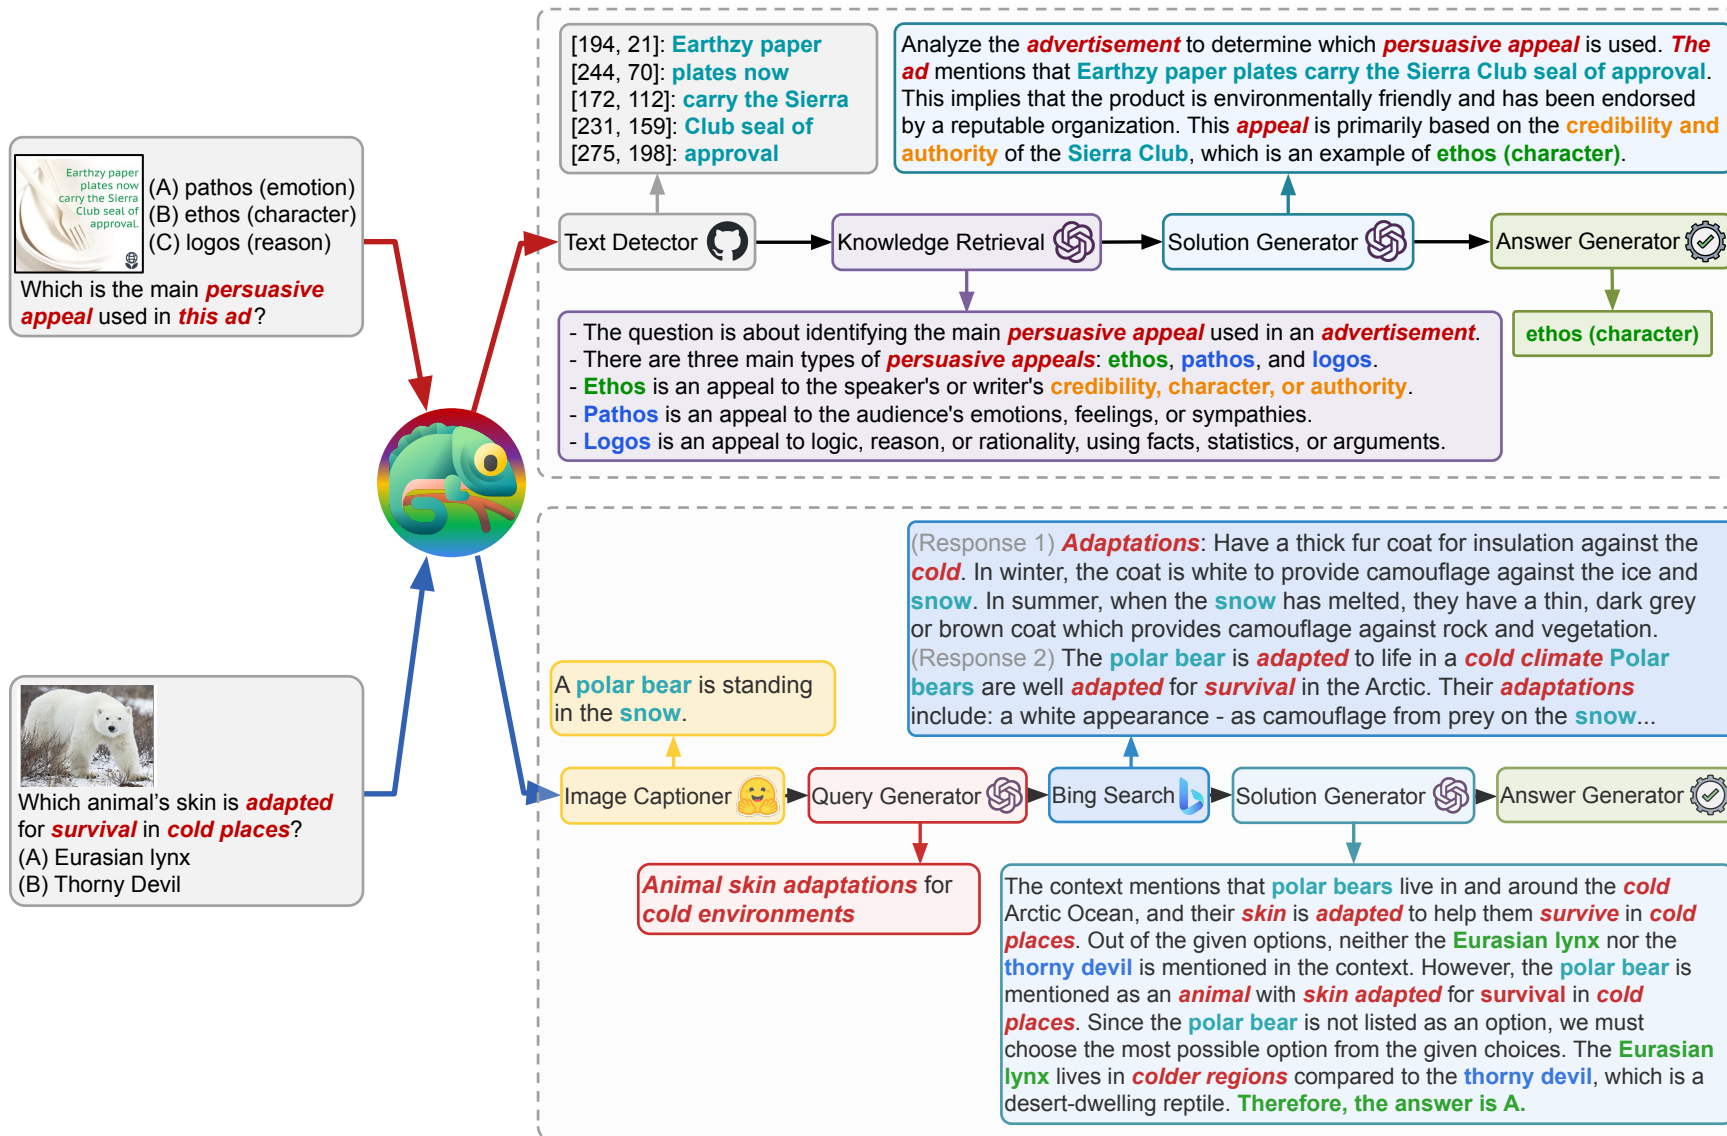 Earthzy paper
plates now
carry the Sierra
Club seal of
approval.
(A) pathos (emotion)
(B) ethos (character)
(C) logos (reason)
Which is the main persuasive
appeal used in this ad?
[194, 21]: Earthzy paper
[244, 70]: plates now
[172, 112]: carry the Sierra
[231, 159]: Club seal of
[275, 198]: approval
Analyze the advertisement to determine which persuasive appeal is used. The
ad mentions that Earthzy paper plates carry the Sierra Club seal of approval.
This implies that the product is environmentally friendly and has been endorsed
by a reputable organization. This appeal is primarily based on the credibility and
authority of the Sierra Club, which is an example of ethos (character).
Text Detector
Knowledge Retrieval
Solution Generator
Answer Generator
- The question is about identifying the main persuasive appeal used in an advertisement.
- There are three main types of persuasive appeals: ethos, pathos, and logos.
- Ethos is an appeal to the speaker's or writer's credibility, character, or authority.
- Pathos is an appeal to the audience's emotions, feelings, or sympathies.
- Logos is an appeal to logic, reason, or rationality, using facts, statistics, or arguments.
ethos (character)
Which animal's skin is adapted
for survival in cold places?
(A) Eurasian lynx
(B) Thorny Devil
A polar bear is standing
in the snow.
(Response 1) Adaptations: Have a thick fur coat for insulation against the
cold. In winter, the coat is white to provide camouflage against the ice and
snow. In summer, when the snow has melted, they have a thin, dark grey
or brown coat which provides camouflage against rock and vegetation.
(Response 2) The polar bear is adapted to life in a cold climate Polar
bears are well adapted for survival in the Arctic. Their adaptations
include: a white appearance - as camouflage from prey on the snow...
Image Captioner
Query Generator
Bing Search
Solution Generator
Answer Generator
Animal skin adaptations for
cold environments
The context mentions that polar bears live in and around the cold
Arctic Ocean, and their skin is adapted to help them survive in cold
places. Out of the given options, neither the Eurasian lynx nor the
thorny devil is mentioned in the context. However, the polar bear is
mentioned as an animal with skin adapted for survival in cold
places. Since the polar bear is not listed as an option, we must
choose the most possible option from the given choices. The Eurasian
lynx lives in colder regions compared to the thorny devil, which is a
desert-dwelling reptile. Therefore, the answer is A.